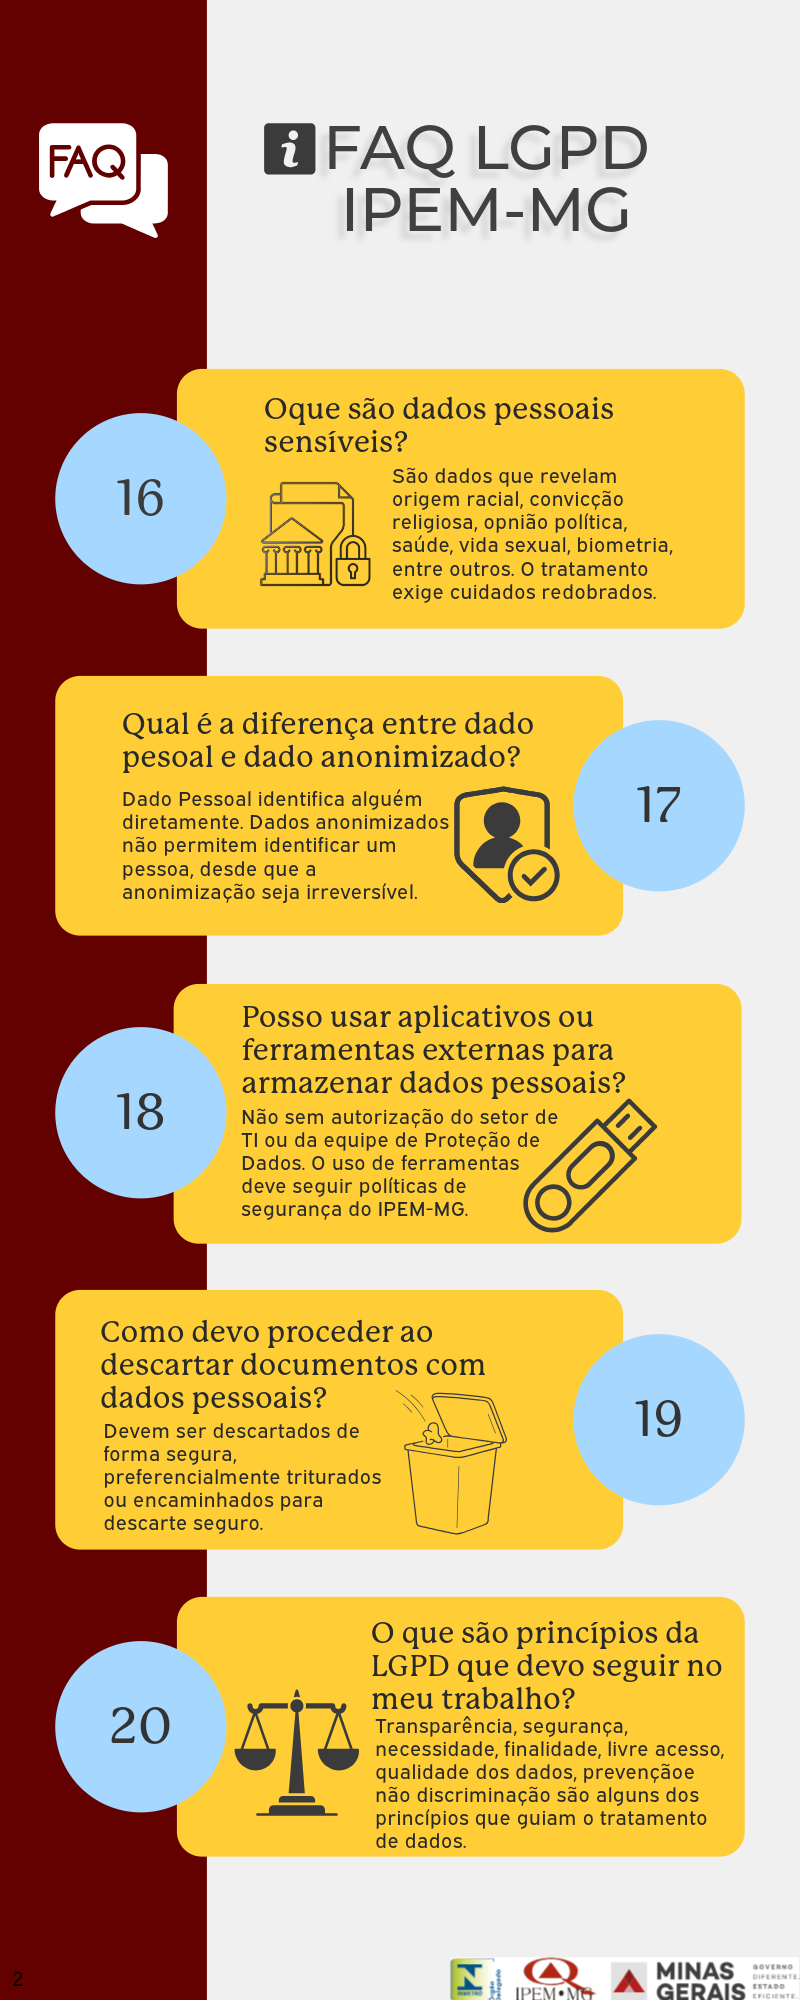 FAQ
i FAQ LGPD
IPEM-MG
Oque são dados pessoais
sensíveis?
16
São dados que revelam
origem racial, convicção
religiosa, opnião política,
saúde, vida sexual, biometria,
entre outros. O tratamento
exige cuidados redobrados.
Qual é a diferença entre dado
pesoal e dado anonimizado?
17
Dado Pessoal identifica alguém
diretamente. Dados anonimizados
não permitem identificar um
pessoa, desde que a
anonimização seja irreversível.
Posso usar aplicativos ou
ferramentas externas para
armazenar dados pessoais?
18
Não sem autorização do setor de
TI ou da equipe de Proteção de
Dados. O uso de ferramentas
deve seguir políticas de
segurança do IPEM-MG.
Como devo proceder ao
descartar documentos com
dados pessoais?
19
Devem ser descartados de
forma segura,
preferencialmente triturados
ou encaminhados para
descarte seguro.
O que são princípios da
LGPD que devo seguir no
meu trabalho?
20
Transparência, segurança,
necessidade, finalidade, livre acesso,
qualidade dos dados, prevençãoe
não discriminação são alguns dos
princípios que guiam o tratamento
de dados.
2
INMETRO
Órgão Delegado
IPEM•MG
MINAS
GERAIS
GOVERNO
DIFERENTE.
ESTADO
EFICIENTE.